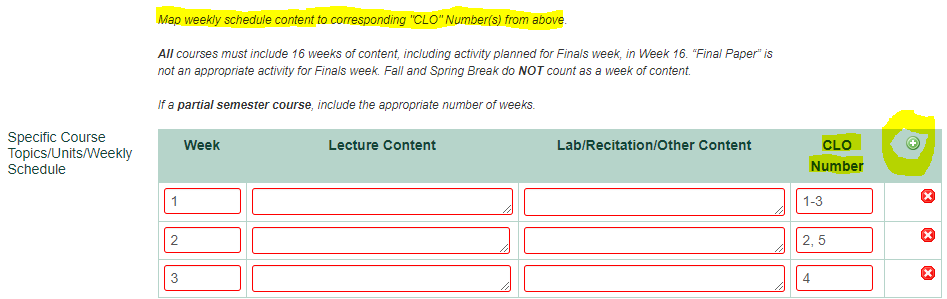 Map weekly schedule content to corresponding "CLO" Number(s) from above.
All courses must include 16 weeks of content, including activity planned for Finals week, in Week 16. "Final Paper" is
not an appropriate activity for Finals week. Fall and Spring Break do NOT count as a week of content.
If a partial semester course, include the appropriate number of weeks.
Specific Course
Topics/Units/Weekly
Schedule
Week Lecture Content Lab/Recitation/Other Content CLO
Number
1 1-3
2 2, 5
3 4